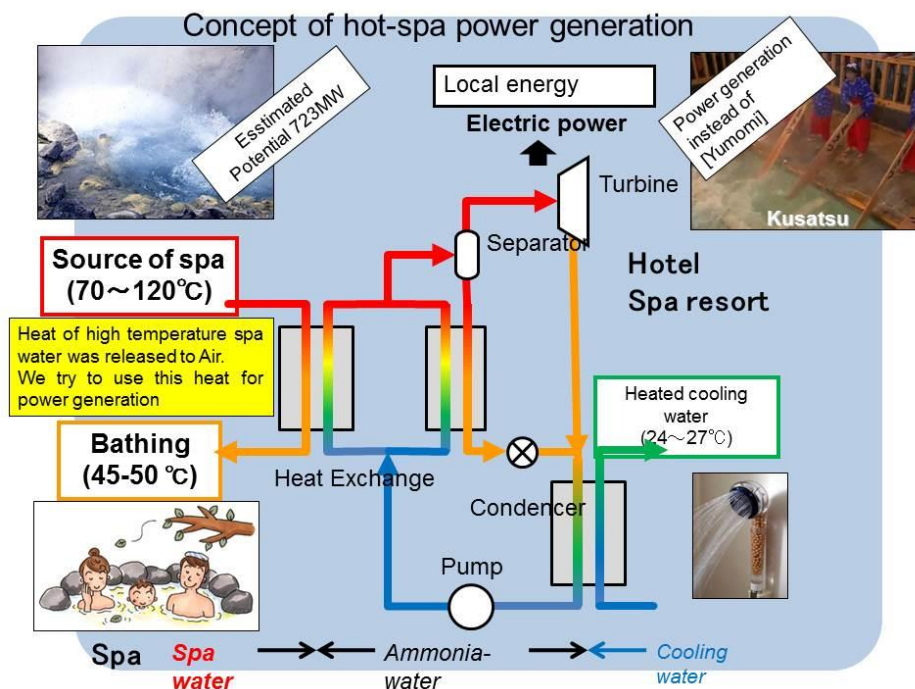 Concept of hot-spa power generation
Esstimated
Potential 723MW
Local energy
Electric power
Power generation
instead of
[Yumomi]
Kusatsu
Turbine
Separator
Source of spa
(70～120℃)
Hotel
Spa resort
Heat of high temperature spa
water was released to Air.
We try to use this heat for
power generation
Heated cooling
water
(24～27℃)
Bathing
(45-50 ℃)
Heat Exchange
Condencer
Pump
Spa
Spa
water
Ammonia-
water
Cooling
water